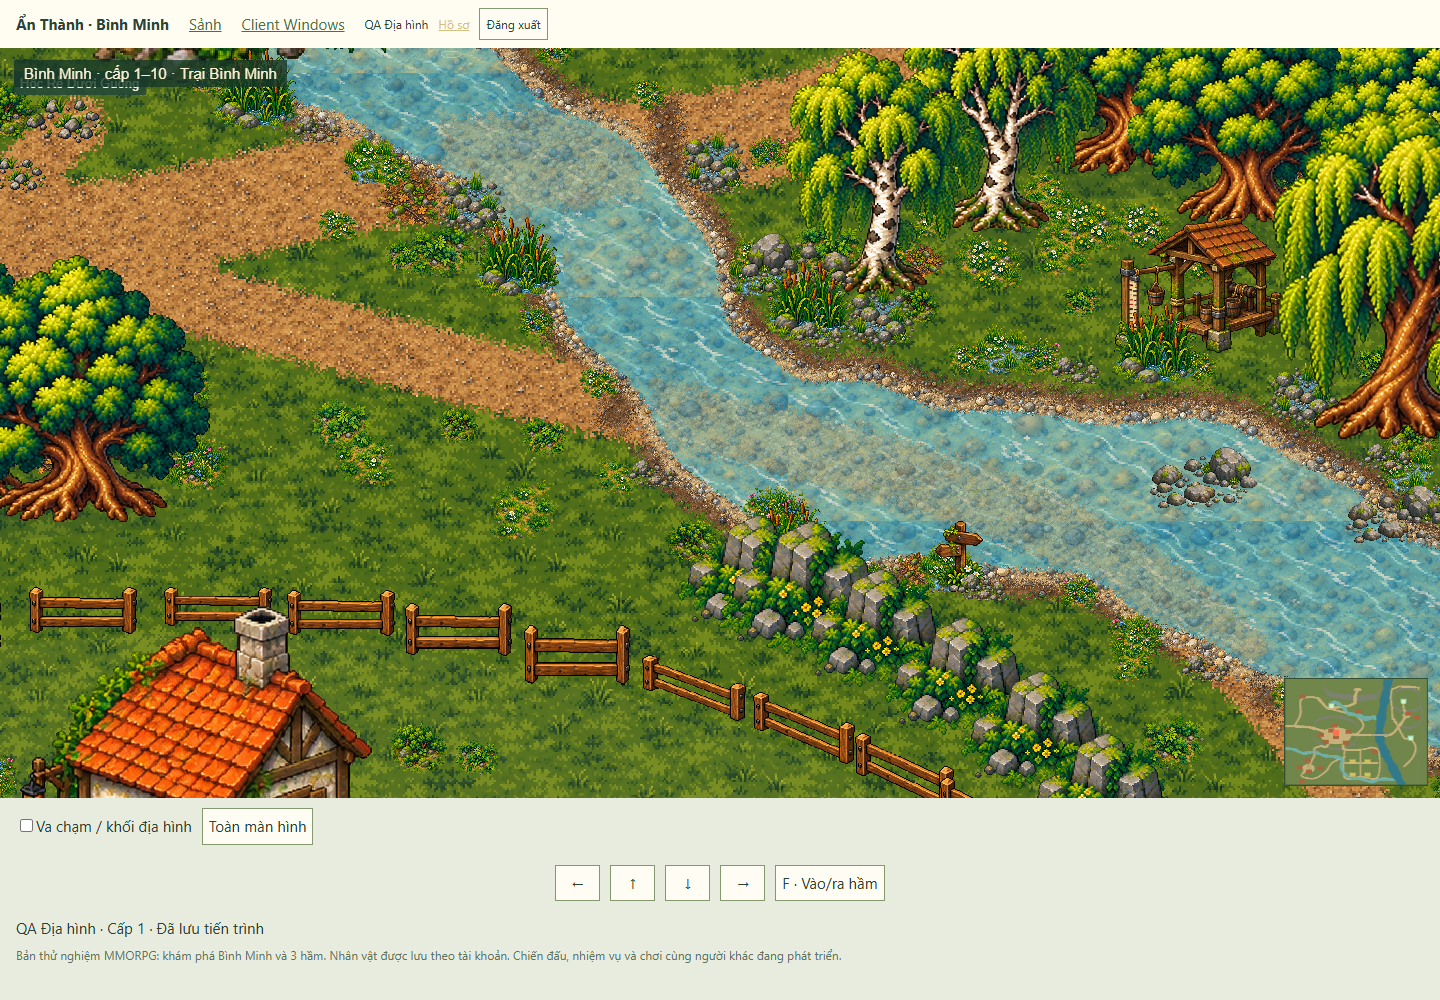 Ẩn Thành · Bình Minh Sảnh Client Windows QA Địa hình Hồ sơ Đăng xuất
Bình Minh · cấp 1–10 · Trại Bình Minh
Va chạm / khối địa hình Toàn màn hình
← ↑ ↓ → F · Vào/ra hầm
QA Địa hình · Cấp 1 · Đã lưu tiến trình
Bản thử nghiệm MMORPG: khám phá Bình Minh và 3 hầm. Nhân vật được lưu theo tài khoản. Chiến đấu, nhiệm vụ và chơi cùng người khác đang phát triển.